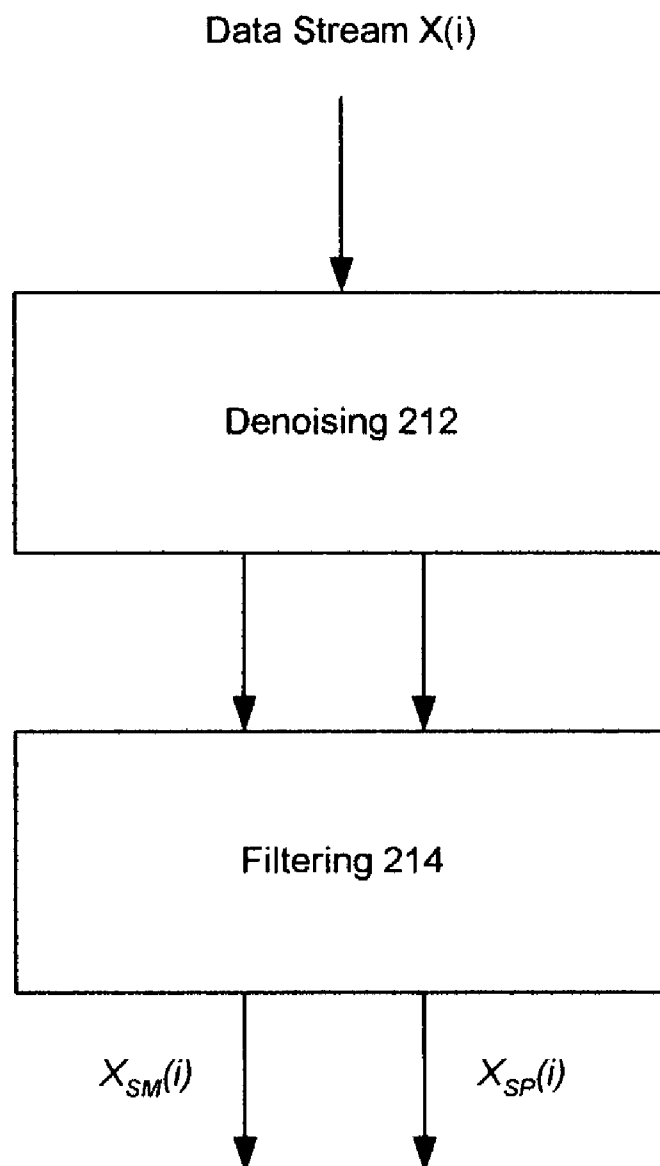 Data Stream X(i)
Denoising 212
Filtering 214
X_SM(i)
X_SP(i)